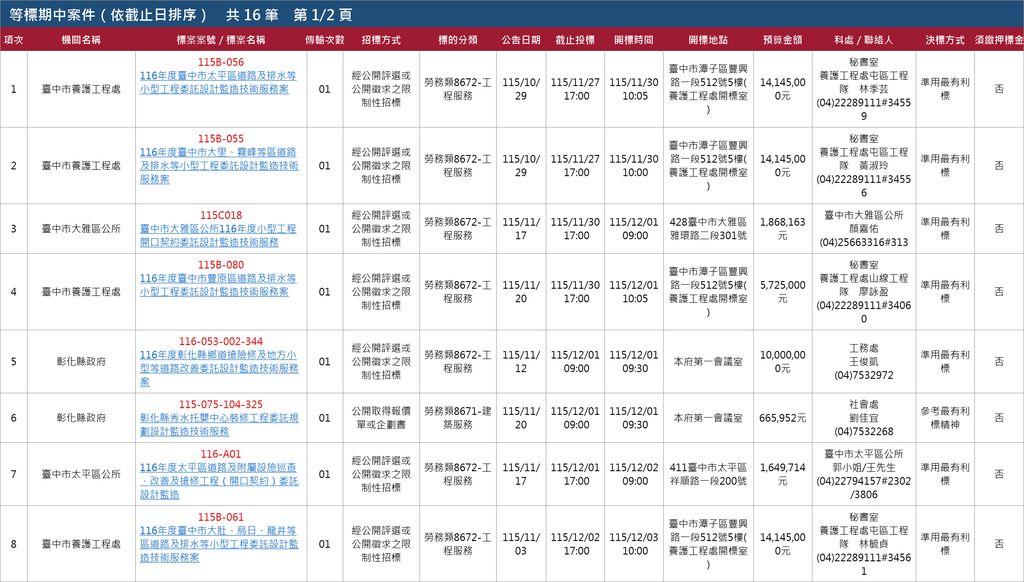 等標期中案件（依截止日排序） 共 16 筆 第 1/2 頁
項次 機關名稱 標案案號 / 標案名稱 傳輸次數 招標方式 標的分類 公告日期 截止投標 開標時間 開標地點 預算金額 科處 / 聯絡人 決標方式 須繳押標金
1
臺中市養護工程處
115B-056
116年度臺中市太平區道路及排水等
小型工程委託設計監造技術服務案
01
經公開評選或
公開徵求之限
制性招標
勞務類8672-工
程服務
115/10/
29
115/11/27
17:00
115/11/30
10:05
臺中市潭子區豐興
路一段512號5樓(
養護工程處開標室
)
14,145,00
0元
秘書室
養護工程處屯區工程
隊 林季芸
(04)22289111#3455
9
準用最有利
標
否
2
臺中市養護工程處
115B-055
116年度臺中市大里、霧峰等區道路
及排水等小型工程委託設計監造技術
服務案
01
經公開評選或
公開徵求之限
制性招標
勞務類8672-工
程服務
115/10/
29
115/11/27
17:00
115/11/30
10:00
臺中市潭子區豐興
路一段512號5樓(
養護工程處開標室
)
14,145,00
0元
秘書室
養護工程處屯區工程
隊 黃淑玲
(04)22289111#3455
6
準用最有利
標
否
3
臺中市大雅區公所
115C018
臺中市大雅區公所116年度小型工程
開口契約委託設計監造技術服務
01
經公開評選或
公開徵求之限
制性招標
勞務類8672-工
程服務
115/11/
17
115/11/30
17:00
115/12/01
09:00
428臺中市大雅區
雅環路二段301號
1,868,163
元
臺中市大雅區公所
顏嘉佑
(04)25663316#313
準用最有利
標
否
4
臺中市養護工程處
115B-080
116年度臺中市豐原區道路及排水等
小型工程委託設計監造技術服務案
01
經公開評選或
公開徵求之限
制性招標
勞務類8672-工
程服務
115/11/
20
115/11/30
17:00
115/12/01
10:05
臺中市潭子區豐興
路一段512號5樓(
養護工程處開標室
)
5,725,000
元
秘書室
養護工程處山線工程
隊 廖詠盈
(04)22289111#3406
0
準用最有利
標
否
5
彰化縣政府
116-053-002-344
116年度彰化縣鄉道搶險修及地方小
型等道路改善委託設計監造技術服務
案
01
經公開評選或
公開徵求之限
制性招標
勞務類8672-工
程服務
115/11/
12
115/12/01
09:00
115/12/01
09:30
本府第一會議室
10,000,00
0元
工務處
王俊凱
(04)7532972
準用最有利
標
否
6
彰化縣政府
115-075-104-325
彰化縣秀水托嬰中心裝修工程委託規
劃設計監造技術服務
01
公開取得報價
單或企劃書
勞務類8671-建
築服務
115/11/
20
115/12/01
09:00
115/12/01
09:30
本府第一會議室
665,952元
社會處
劉佳宜
(04)7532268
參考最有利
標精神
否
7
臺中市太平區公所
116-A01
116年度太平區道路及附屬設施巡查
、改善及搶修工程（開口契約）委託
設計監造
01
經公開評選或
公開徵求之限
制性招標
勞務類8672-工
程服務
115/11/
17
115/12/01
17:00
115/12/02
09:00
411臺中市太平區
祥順路一段200號
1,649,714
元
臺中市太平區公所
郭小姐/王先生
(04)22794157#2302
/3806
準用最有利
標
否
8
臺中市養護工程處
115B-061
116年度臺中市大肚、烏日、龍井等
區道路及排水等小型工程委託設計監
造技術服務案
01
經公開評選或
公開徵求之限
制性招標
勞務類8672-工
程服務
115/11/
03
115/12/02
17:00
115/12/03
10:00
臺中市潭子區豐興
路一段512號5樓(
養護工程處開標室
)
14,145,00
0元
秘書室
養護工程處屯區工程
隊 林毓貞
(04)22289111#3456
1
準用最有利
標
否